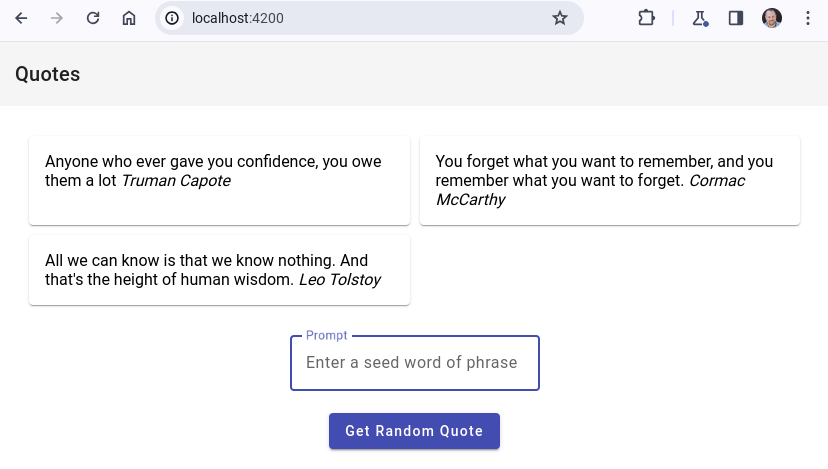 localhost:4200
Quotes
Anyone who ever gave you confidence, you owe
them a lot Truman Capote
You forget what you want to remember, and you
remember what you want to forget. Cormac
McCarthy
All we can know is that we know nothing. And
that's the height of human wisdom. Leo Tolstoy
Prompt
Enter a seed word of phrase
Get Random Quote